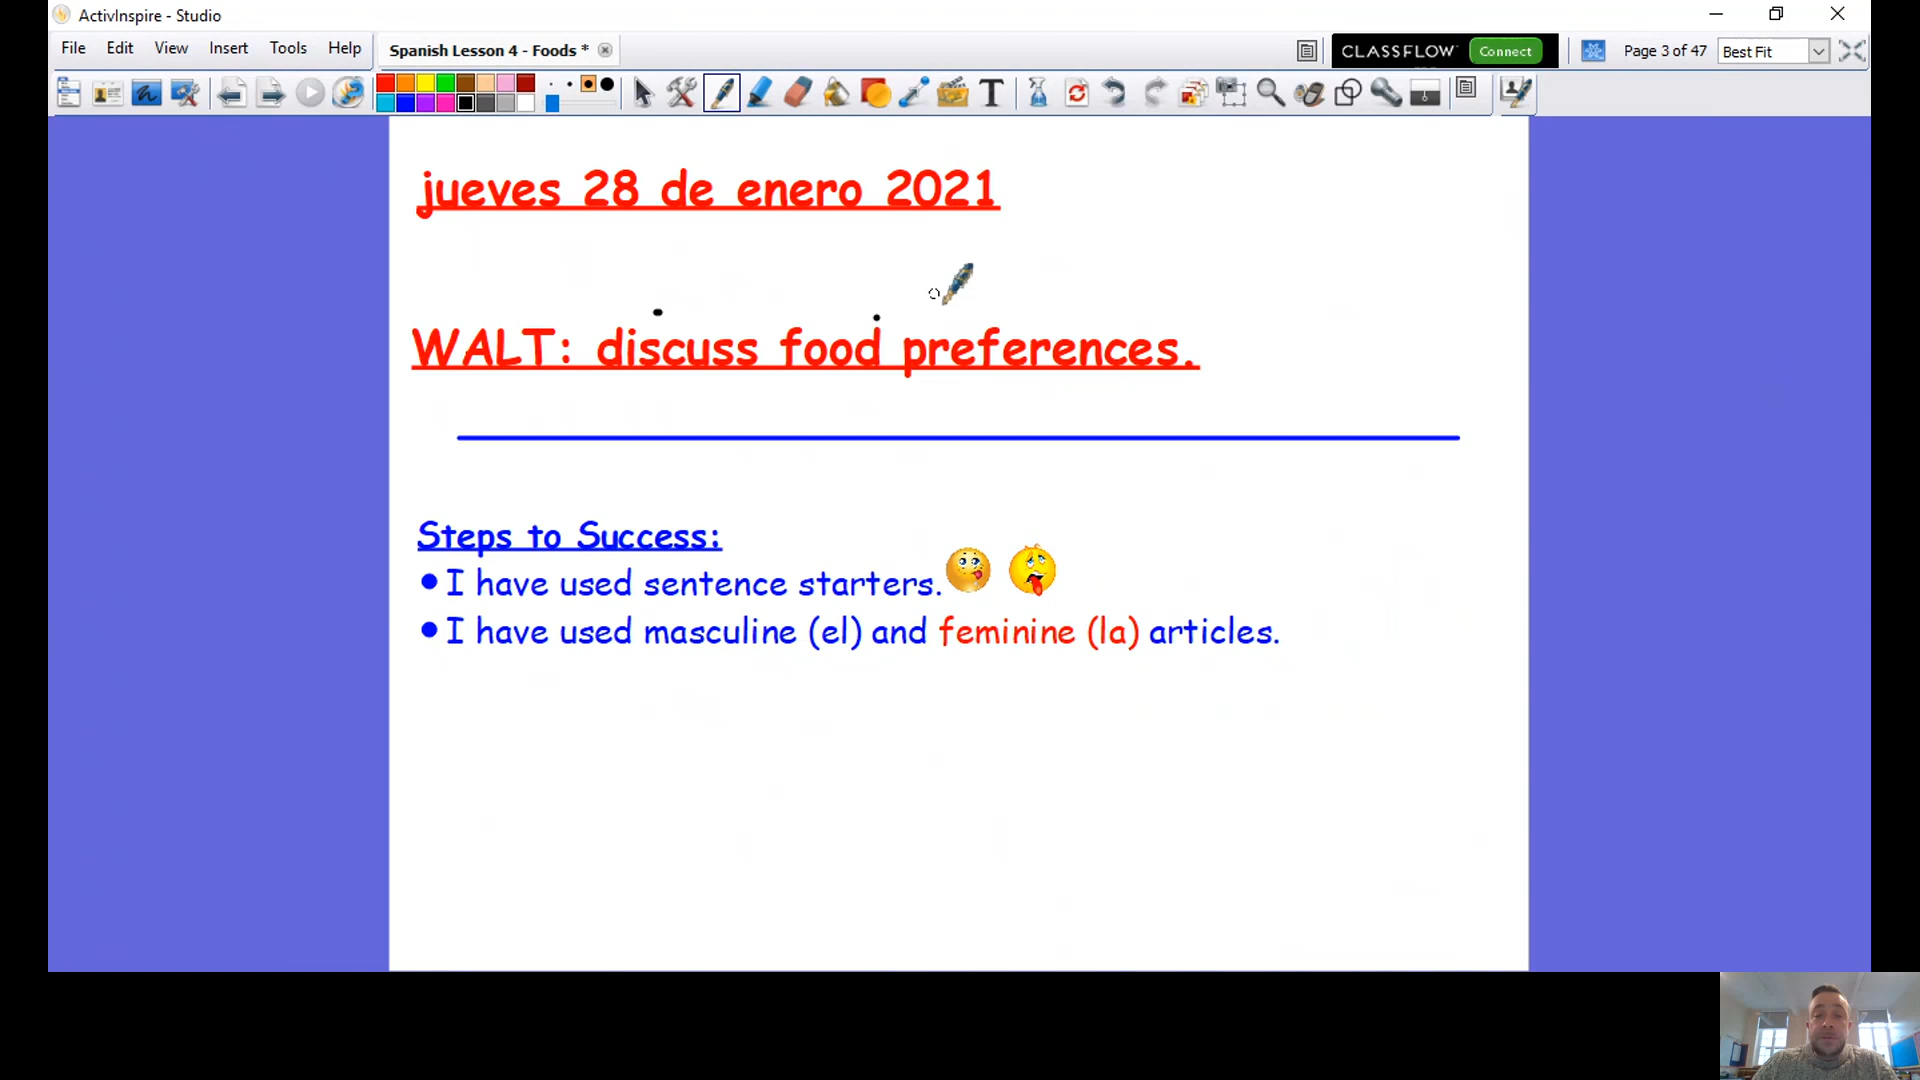 ActivInspire - Studio
File Edit View Insert Tools Help
Spanish Lesson 4 - Foods *
CLASSFLOW Connect
Page 3 of 47
Best Fit
jueves 28 de enero 2021
WALT: discuss food preferences.
Steps to Success:
• I have used sentence starters.
• I have used masculine (el) and feminine (la) articles.